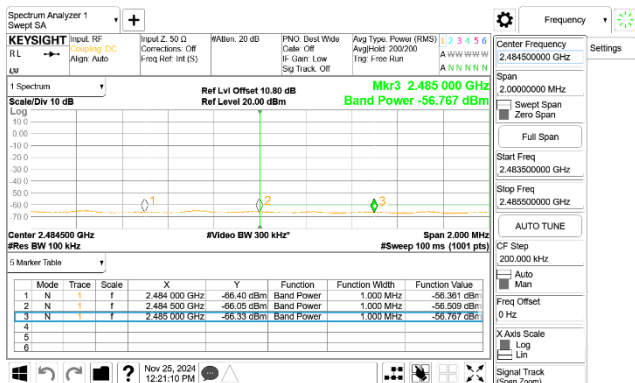 Spectrum Analyzer 1
Swept SA
+
Frequency
KEYSIGHT Input: RF
RL Coupling: DC
Align: Auto
Input Z: 50 Ω
Corrections: Off
Freq Ref: Int (S)
#Atten: 20 dB
PNO: Best Wide
Gate: Off
IF Gain: Low
Sig Track: Off
Avg Type: Power (RMS)
Avg|Hold: 200/200
Trig: Free Run
1 2 3 4 5 6
A W W W W W
A N N N N N
1 Spectrum
Scale/Div 10 dB
Ref Lvl Offset 10.80 dB
Ref Level 20.00 dBm
Mkr3 2.485 000 GHz
Band Power -56.767 dBm
Log
10.0
0.00
-10.0
-20.0
-30.0
-40.0
-50.0
-60.0
-70.0
1
2
3
Center 2.484500 GHz
#Res BW 100 kHz
#Video BW 300 kHz*
Span 2.000 MHz
#Sweep 100 ms (1001 pts)
5 Marker Table
Mode Trace Scale X Y Function Function Width Function Value
1 N 1 f 2.484 000 GHz -66.40 dBm Band Power 1.000 MHz -56.361 dBm
2 N 1 f 2.484 500 GHz -66.05 dBm Band Power 1.000 MHz -56.509 dBm
3 N 1 f 2.485 000 GHz -66.33 dBm Band Power 1.000 MHz -56.767 dBm
4
5
6
Center Frequency
2.484500000 GHz
Settings
Span
2.00000000 MHz
Swept Span
Zero Span
Full Span
Start Freq
2.483500000 GHz
Stop Freq
2.485500000 GHz
AUTO TUNE
CF Step
200.000 kHz
Auto
Man
Freq Offset
0 Hz
X Axis Scale
Log
Lin
Signal Track
(Span Zoom)
?
Nov 25, 2024
12:21:10 PM